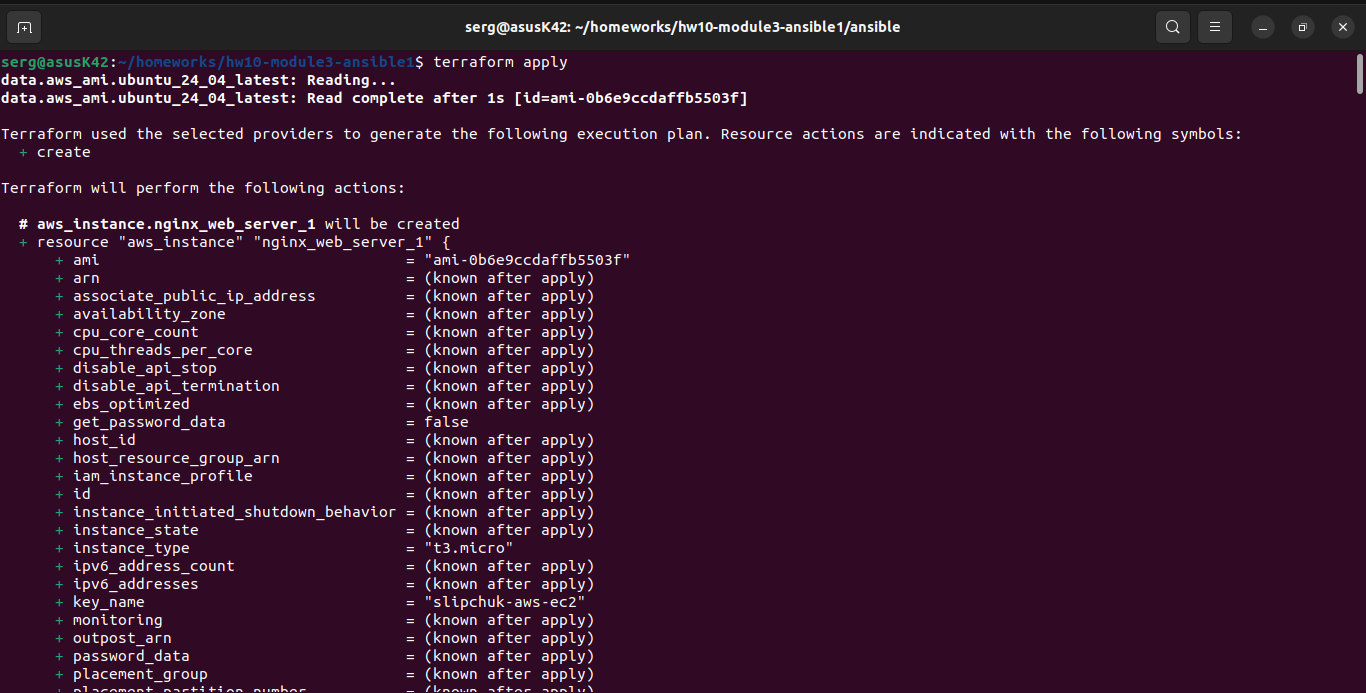 serg@asusK42: ~/homeworks/hw10-module3-ansible1/ansible
serg@asusK42:~/homeworks/hw10-module3-ansible1$ terraform apply
data.aws_ami.ubuntu_24_04_latest: Reading...
data.aws_ami.ubuntu_24_04_latest: Read complete after 1s [id=ami-0b6e9ccdaffb5503f]
Terraform used the selected providers to generate the following execution plan. Resource actions are indicated with the following symbols:
  + create
Terraform will perform the following actions:
  # aws_instance.nginx_web_server_1 will be created
  + resource "aws_instance" "nginx_web_server_1" {
      + ami                                  = "ami-0b6e9ccdaffb5503f"
      + arn                                  = (known after apply)
      + associate_public_ip_address          = (known after apply)
      + availability_zone                    = (known after apply)
      + cpu_core_count                       = (known after apply)
      + cpu_threads_per_core                 = (known after apply)
      + disable_api_stop                     = (known after apply)
      + disable_api_termination              = (known after apply)
      + ebs_optimized                        = (known after apply)
      + get_password_data                    = false
      + host_id                              = (known after apply)
      + host_resource_group_arn              = (known after apply)
      + iam_instance_profile                 = (known after apply)
      + id                                   = (known after apply)
      + instance_initiated_shutdown_behavior = (known after apply)
      + instance_state                       = (known after apply)
      + instance_type                        = "t3.micro"
      + ipv6_address_count                   = (known after apply)
      + ipv6_addresses                       = (known after apply)
      + key_name                             = "slipchuk-aws-ec2"
      + monitoring                           = (known after apply)
      + outpost_arn                          = (known after apply)
      + password_data                        = (known after apply)
      + placement_group                      = (known after apply)
      + placement_partition_number           = (known after apply)